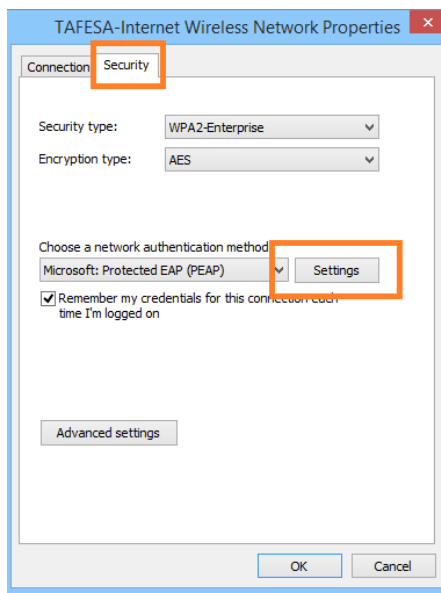 TAFESA-Internet Wireless Network Properties
Connection Security
Security type: WPA2-Enterprise
Encryption type: AES
Choose a network authentication method
Microsoft: Protected EAP (PEAP) Settings
Remember my credentials for this connection each
time I'm logged on
Advanced settings
OK Cancel